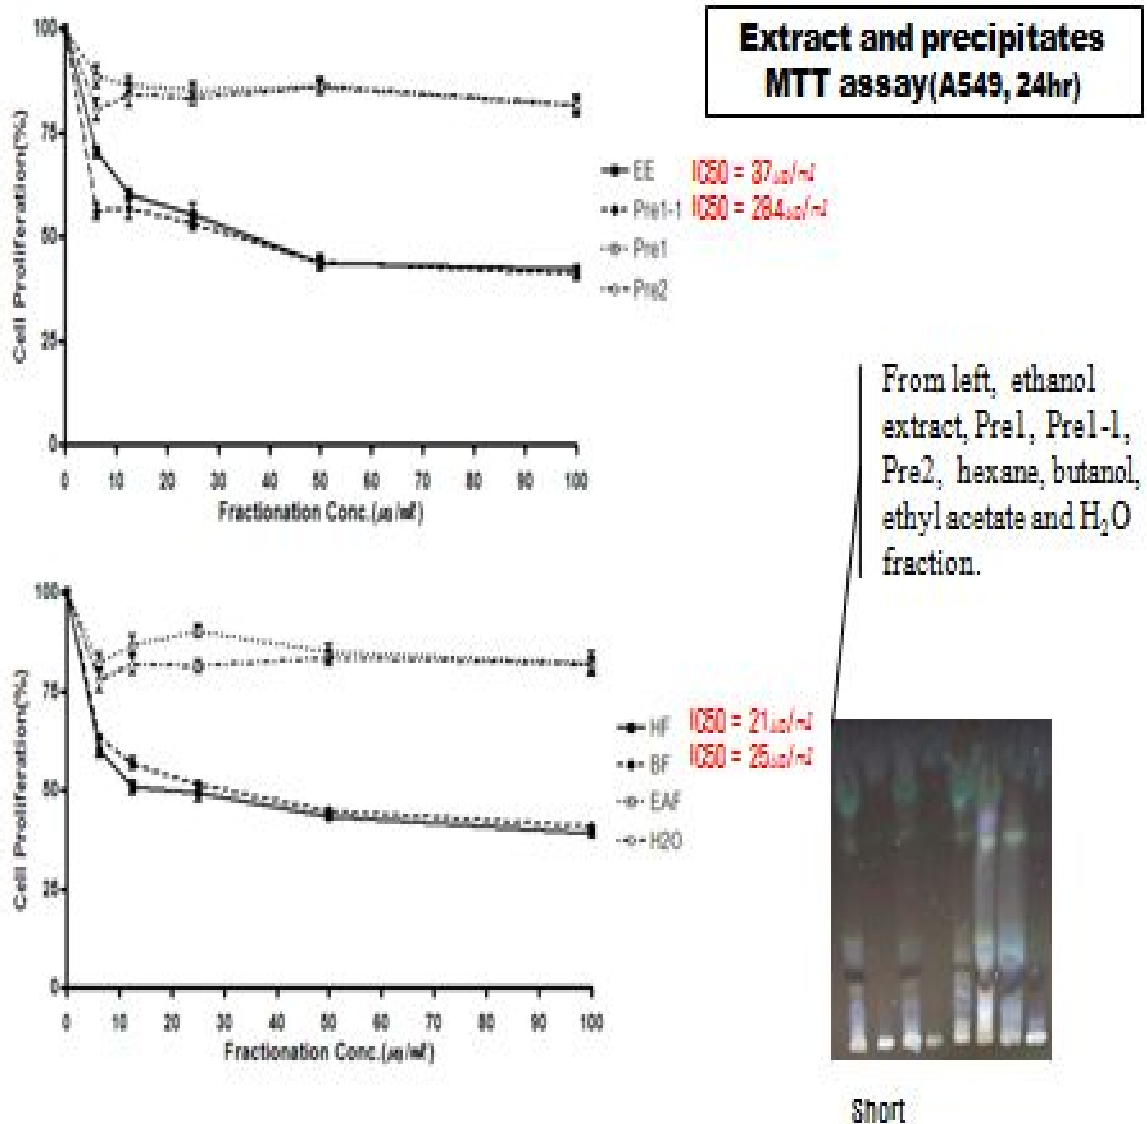 Extract and precipitates
MTT assay(A549, 24hr)
100
75
50
25
0
Cell Proliferation(%)
0 10 20 30 40 50 60 70 80 90 100
Fractionation Conc.(㎍/㎖)
EE IC50 = 37㎍/㎖
Pre1-1 IC50 = 28.4㎍/㎖
Pre1
Pre2
From left, ethanol
extract, Pre1, Pre1-1,
Pre2, hexane, butanol,
ethyl acetate and H₂O
fraction.
100
75
50
25
0
Cell Proliferation(%)
0 10 20 30 40 50 60 70 80 90 100
Fractionation Conc.(㎍/㎖)
HF IC50 = 21㎍/㎖
BF IC50 = 25㎍/㎖
EAF
H2O
Short